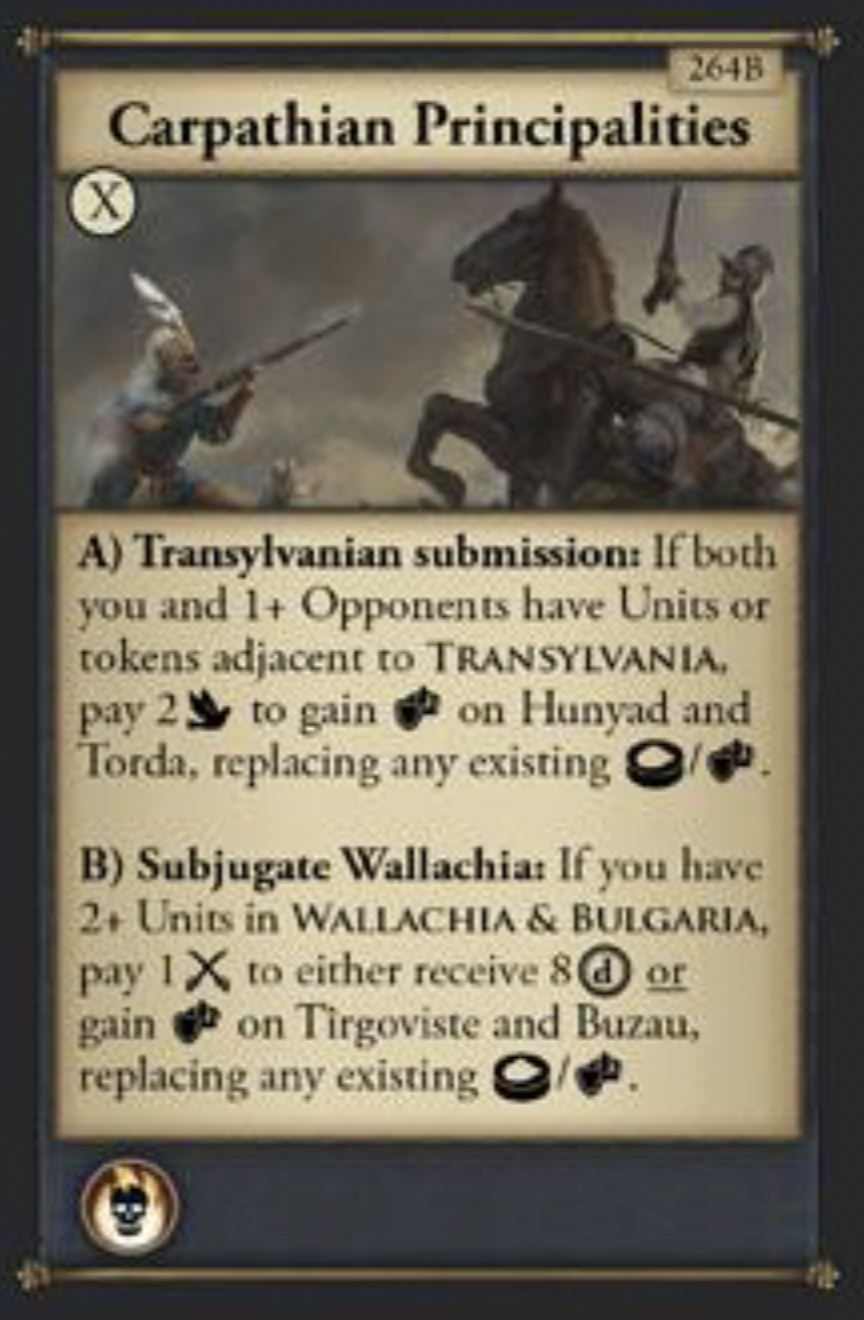 264B
Carpathian Principalities
X
A) Transylvanian submission: If both
you and 1+ Opponents have Units or
tokens adjacent to TRANSYLVANIA,
pay 2 to gain on Hunyad and
Torda, replacing any existing / .
B) Subjugate Wallachia: If you have
2+ Units in WALLACHIA & BULGARIA,
pay 1 to either receive 8 d or
gain on Tirgoviste and Buzau,
replacing any existing / .